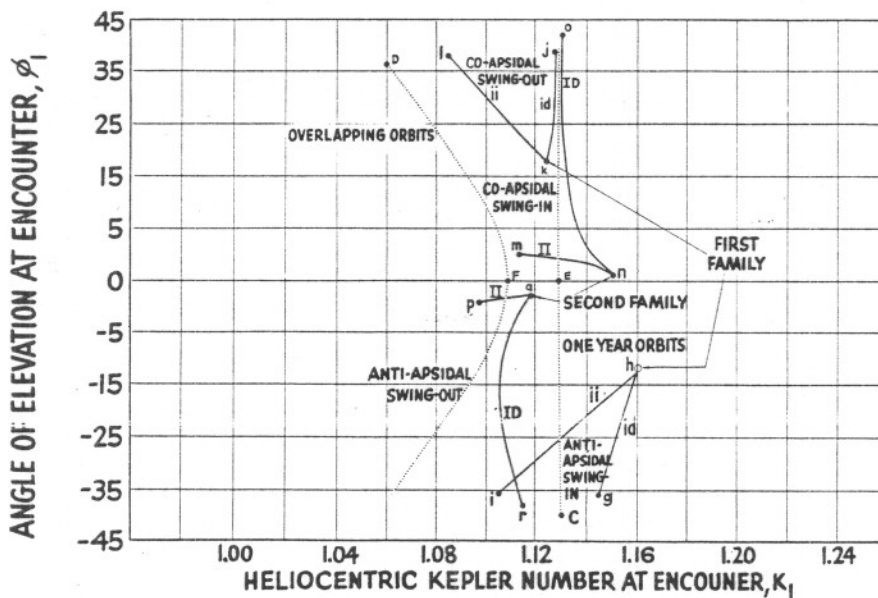 ANGLE OF ELEVATION AT ENCOUNTER, ø₁
45
35
25
15
5
0
-5
-15
-25
-35
-45
D
l
j
o
CO-APSIDAL
SWING-OUT
ii
id
ID
OVERLAPPING ORBITS
k
CO-APSIDAL
SWING-IN
m
II
n
FIRST
FAMILY
F
E
II
q
p
SECOND FAMILY
ONE YEAR ORBITS
h
ANTI-APSIDAL
SWING-OUT
ii
ID
id
ANTI-
APSIDAL
SWING-
IN
i
r
C
g
1.00
1.04
1.08
1.12
1.16
1.20
1.24
HELIOCENTRIC KEPLER NUMBER AT ENCOUNER, K₁